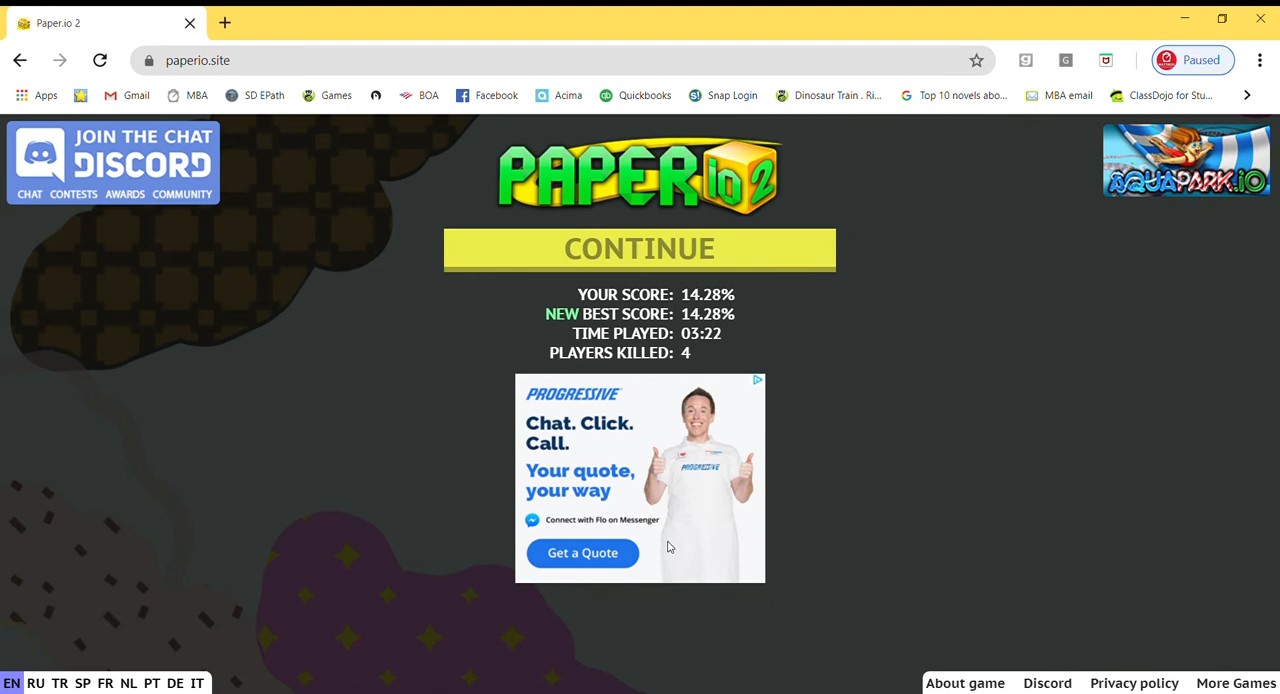 Paper.io 2
paperio.site
Paused
Apps
Gmail
MBA
SD EPath
Games
BOA
Facebook
Acima
Quickbooks
Snap Login
Dinosaur Train . Ri...
Top 10 novels abo...
MBA email
ClassDojo for Stu...
JOIN THE CHAT
DISCORD
CHAT CONTESTS AWARDS COMMUNITY
PAPER io 2
AQUAPARK.IO
CONTINUE
YOUR SCORE: 14.28%
NEW BEST SCORE: 14.28%
TIME PLAYED: 03:22
PLAYERS KILLED: 4
PROGRESSIVE
Chat. Click.
Call.
Your quote,
your way
Connect with Flo on Messenger
Get a Quote
PROGRESSIVE
EN RU TR SP FR NL PT DE IT
About game Discord Privacy policy More Games